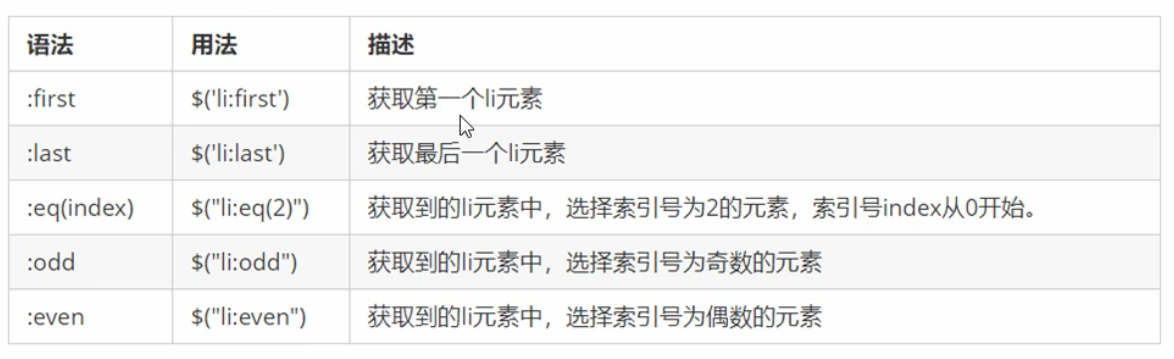 语法 用法 描述
:first $('li:first') 获取第一个li元素
:last $('li:last') 获取最后一个li元素
:eq(index) $("li:eq(2)") 获取到的li元素中，选择索引号为2的元素，索引号index从0开始。
:odd $("li:odd") 获取到的li元素中，选择索引号为奇数的元素
:even $("li:even") 获取到的li元素中，选择索引号为偶数的元素